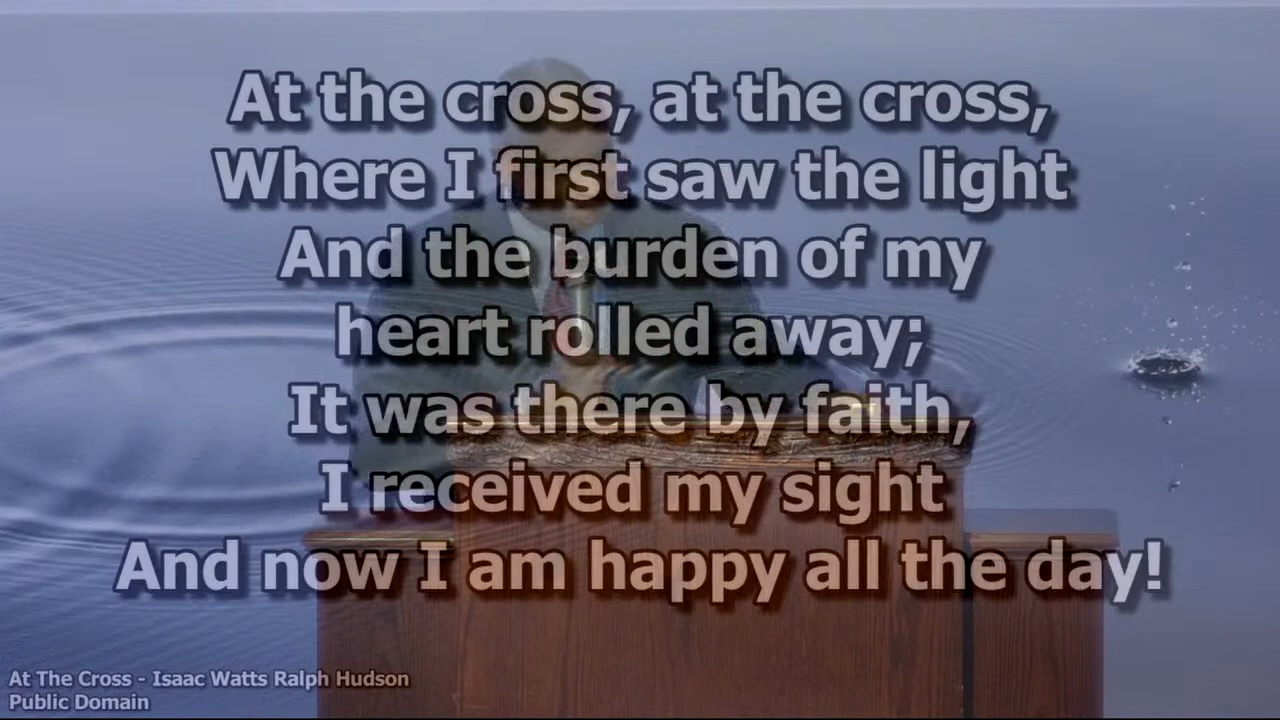 At the cross, at the cross,
Where I first saw the light
And the burden of my
heart rolled away;
It was there by faith,
I received my sight
And now I am happy all the day!
At The Cross - Isaac Watts Ralph Hudson
Public Domain